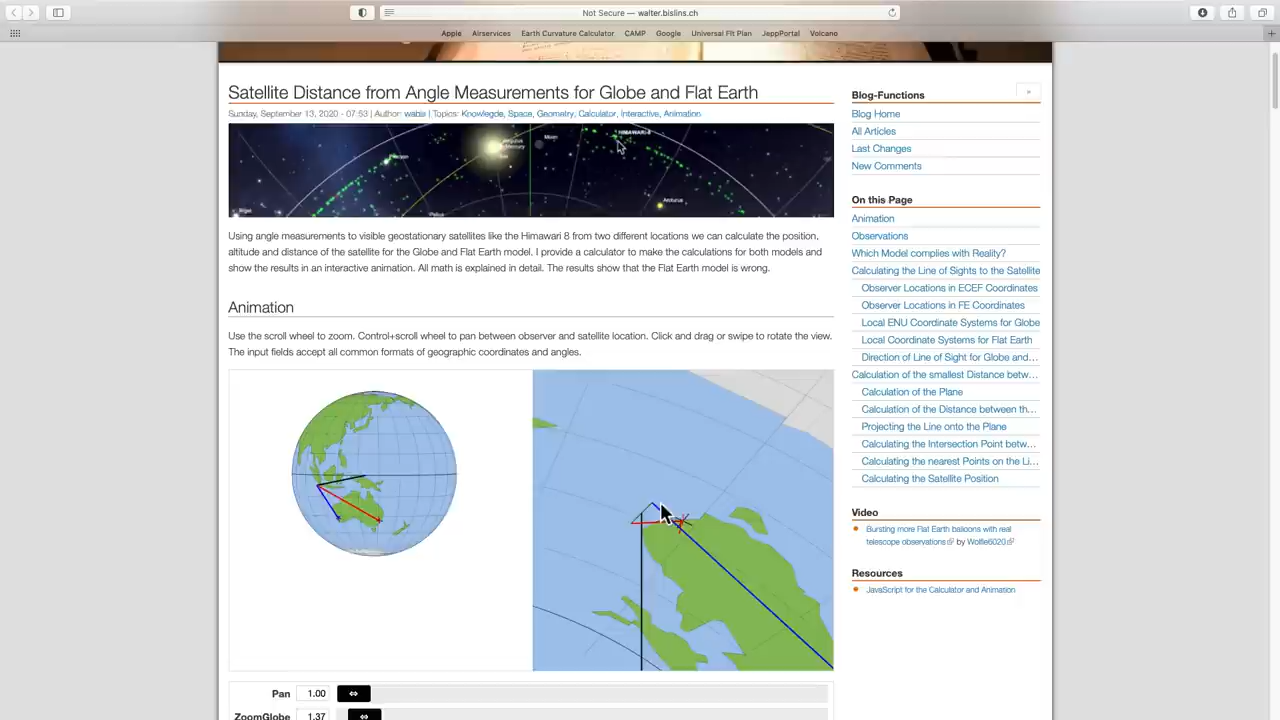 Not Secure — walter.bislins.ch
Apple Airservices Earth Curvature Calculator CAMP Google Universal Flt Plan JeppPortal Volcano
Satellite Distance from Angle Measurements for Globe and Flat Earth
Sunday, September 13, 2020 - 07:53 | Author: wabis | Topics: Knowlegde, Space, Geometry, Calculator, Interactive, Animation
HIMAWARI-8
Moon
Mercury
Sun
Arcturus
Rigel
Using angle measurements to visible geostationary satellites like the Himawari 8 from two different locations we can calculate the position,
altitude and distance of the satellite for the Globe and Flat Earth model. I provide a calculator to make the calculations for both models and
show the results in an interactive animation. All math is explained in detail. The results show that the Flat Earth model is wrong.
Animation
Use the scroll wheel to zoom. Control+scroll wheel to pan between observer and satellite location. Click and drag or swipe to rotate the view.
The input fields accept all common formats of geographic coordinates and angles.
Pan 1.00
ZoomGlobe 1.37
»
Blog-Functions
Blog Home
All Articles
Last Changes
New Comments
On this Page
Animation
Observations
Which Model complies with Reality?
Calculating the Line of Sights to the Satellite
Observer Locations in ECEF Coordinates
Observer Locations in FE Coordinates
Local ENU Coordinate Systems for Globe
Local Coordinate Systems for Flat Earth
Direction of Line of Sight for Globe and...
Calculation of the smallest Distance betw...
Calculation of the Plane
Calculation of the Distance between th...
Projecting the Line onto the Plane
Calculating the Intersection Point betw...
Calculating the nearest Points on the Li...
Calculating the Satellite Position
Video
Bursting more Flat Earth balloons with real
telescope observations by Wolfie6020
Resources
JavaScript for the Calculator and Animation